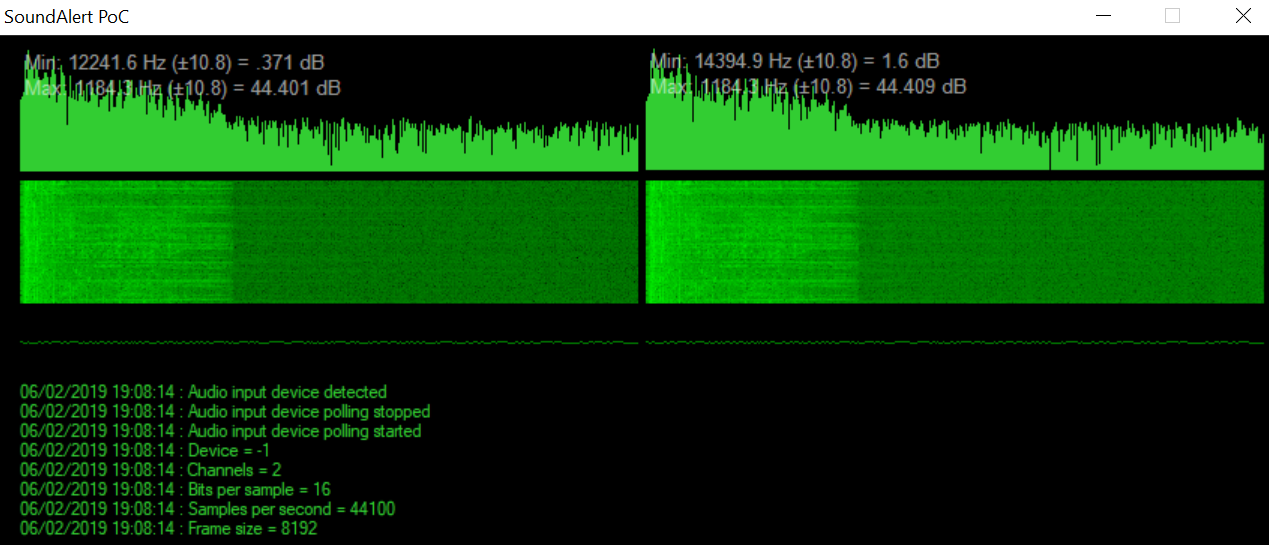 SoundAlert PoC
Min: 12241.6 Hz (±10.8) = .371 dB
Max: 1184.3 Hz (±10.8) = 44.401 dB
Min: 14394.9 Hz (±10.8) = 1.6 dB
Max: 1184.3 Hz (±10.8) = 44.409 dB
06/02/2019 19:08:14 : Audio input device detected
06/02/2019 19:08:14 : Audio input device polling stopped
06/02/2019 19:08:14 : Audio input device polling started
06/02/2019 19:08:14 : Device = -1
06/02/2019 19:08:14 : Channels = 2
06/02/2019 19:08:14 : Bits per sample = 16
06/02/2019 19:08:14 : Samples per second = 44100
06/02/2019 19:08:14 : Frame size = 8192